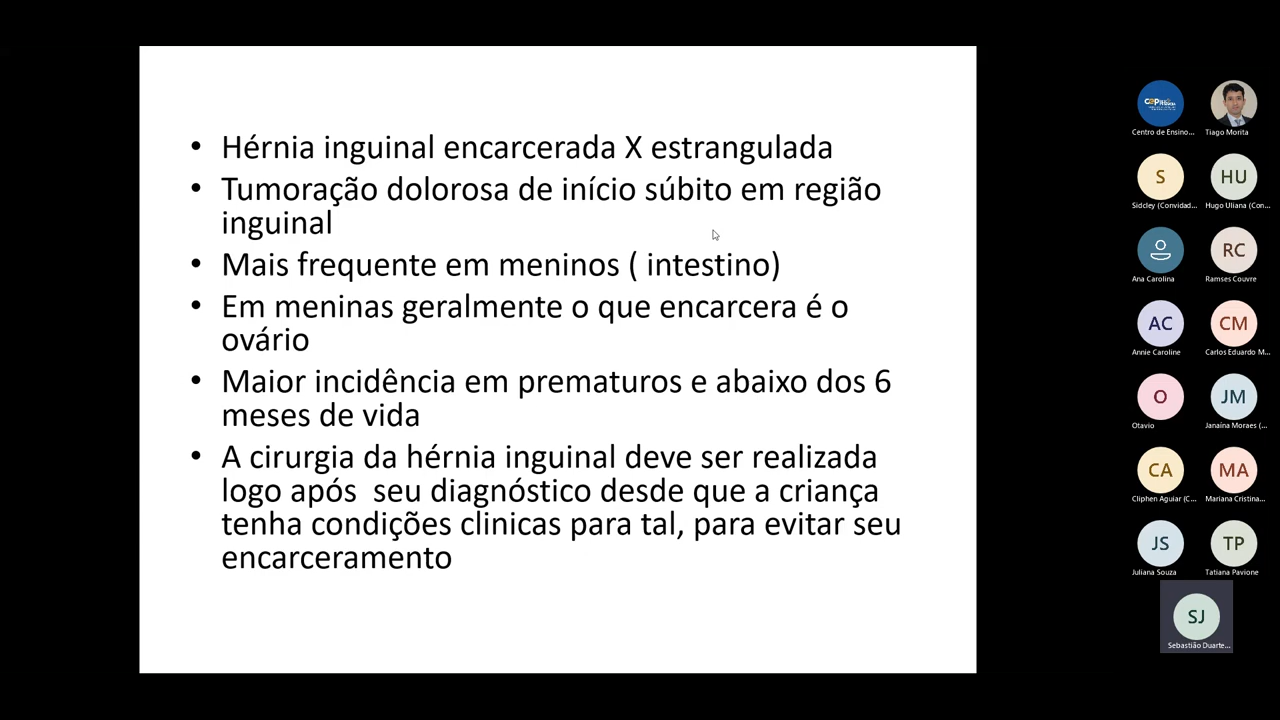 • Hérnia inguinal encarcerada X estrangulada
• Tumoração dolorosa de início súbito em região
inguinal
• Mais frequente em meninos ( intestino)
• Em meninas geralmente o que encarcera é o
ovário
• Maior incidência em prematuros e abaixo dos 6
meses de vida
• A cirurgia da hérnia inguinal deve ser realizada
logo após  seu diagnóstico desde que a criança
tenha condições clinicas para tal, para evitar seu
encarceramento
Centro de Ensino...
Tiago Morita
S
HU
Sidcley (Convidad...
Hugo Uliana (Con...
RC
Ana Carolina
Ramses Couvre
AC
CM
Annie Caroline
Carlos Eduardo M...
O
JM
Otavio
Janaína Moraes (...
CA
MA
Cliphen Aguiar (C...
Mariana Cristina...
JS
TP
Juliana Souza
Tatiana Pavione
SJ
Sebastião Duarte...